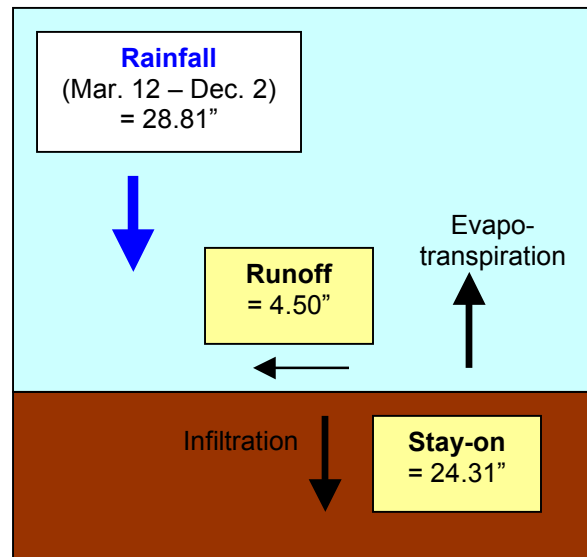 Rainfall
(Mar. 12 – Dec. 2)
= 28.81”
Evapo-
transpiration
Runoff
= 4.50”
Infiltration
Stay-on
= 24.31”